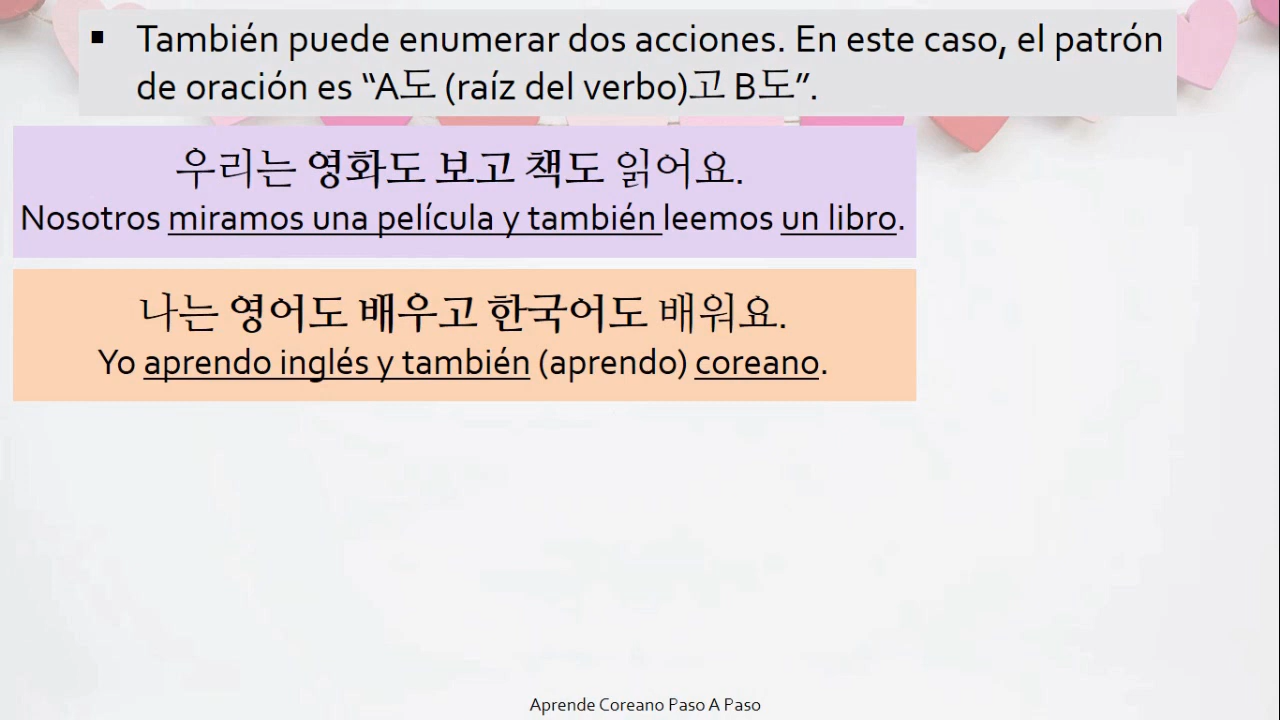 ▪ También puede enumerar dos acciones. En este caso, el patrón
de oración es “A도 (raíz del verbo)고 B도”.
우리는 영화도 보고 책도 읽어요.
Nosotros miramos una película y también leemos un libro.
나는 영어도 배우고 한국어도 배워요.
Yo aprendo inglés y también (aprendo) coreano.
Aprende Coreano Paso A Paso